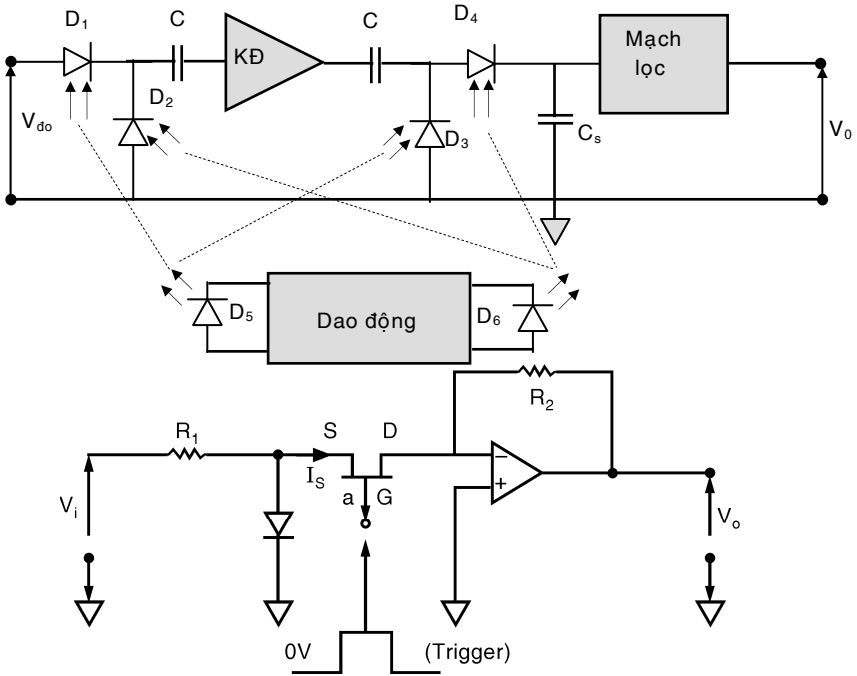 D1 C C D4
KĐ Mạch
lọc
D2
Vđo D3 Cs V0
D5 Dao động D6
R2
R1 S D
IS a G
−
+
Vi Vo
0V (Trigger)